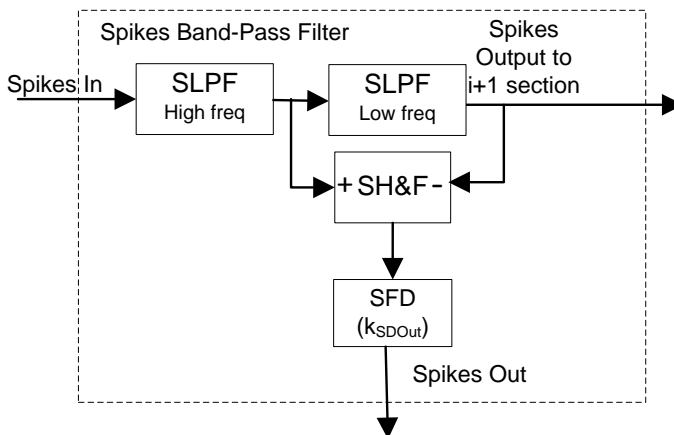 Spikes Band-Pass Filter
Spikes
Output to
i+1 section
Spikes In
SLPF
High freq
SLPF
Low freq
+SH&F-
SFD
(kSDOut)
Spikes Out